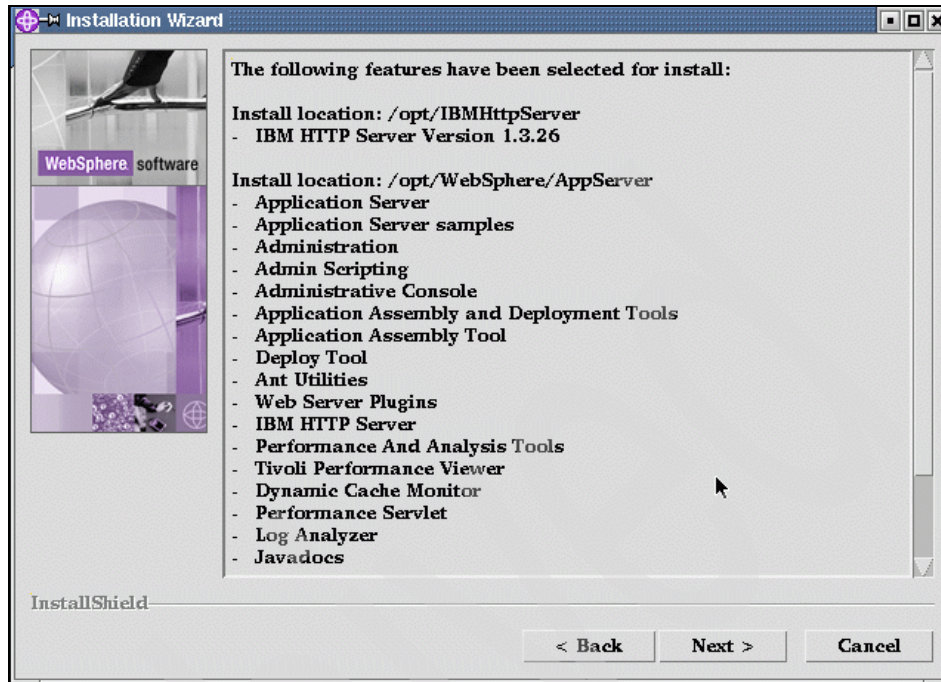 Installation Wizard
WebSphere software
The following features have been selected for install:
Install location: /opt/IBMHttpServer
- IBM HTTP Server Version 1.3.26
Install location: /opt/WebSphere/AppServer
- Application Server
- Application Server samples
- Administration
- Admin Scripting
- Administrative Console
- Application Assembly and Deployment Tools
- Application Assembly Tool
- Deploy Tool
- Ant Utilities
- Web Server Plugins
- IBM HTTP Server
- Performance And Analysis Tools
- Tivoli Performance Viewer
- Dynamic Cache Monitor
- Performance Servlet
- Log Analyzer
- Javadocs
InstallShield
< Back
Next >
Cancel